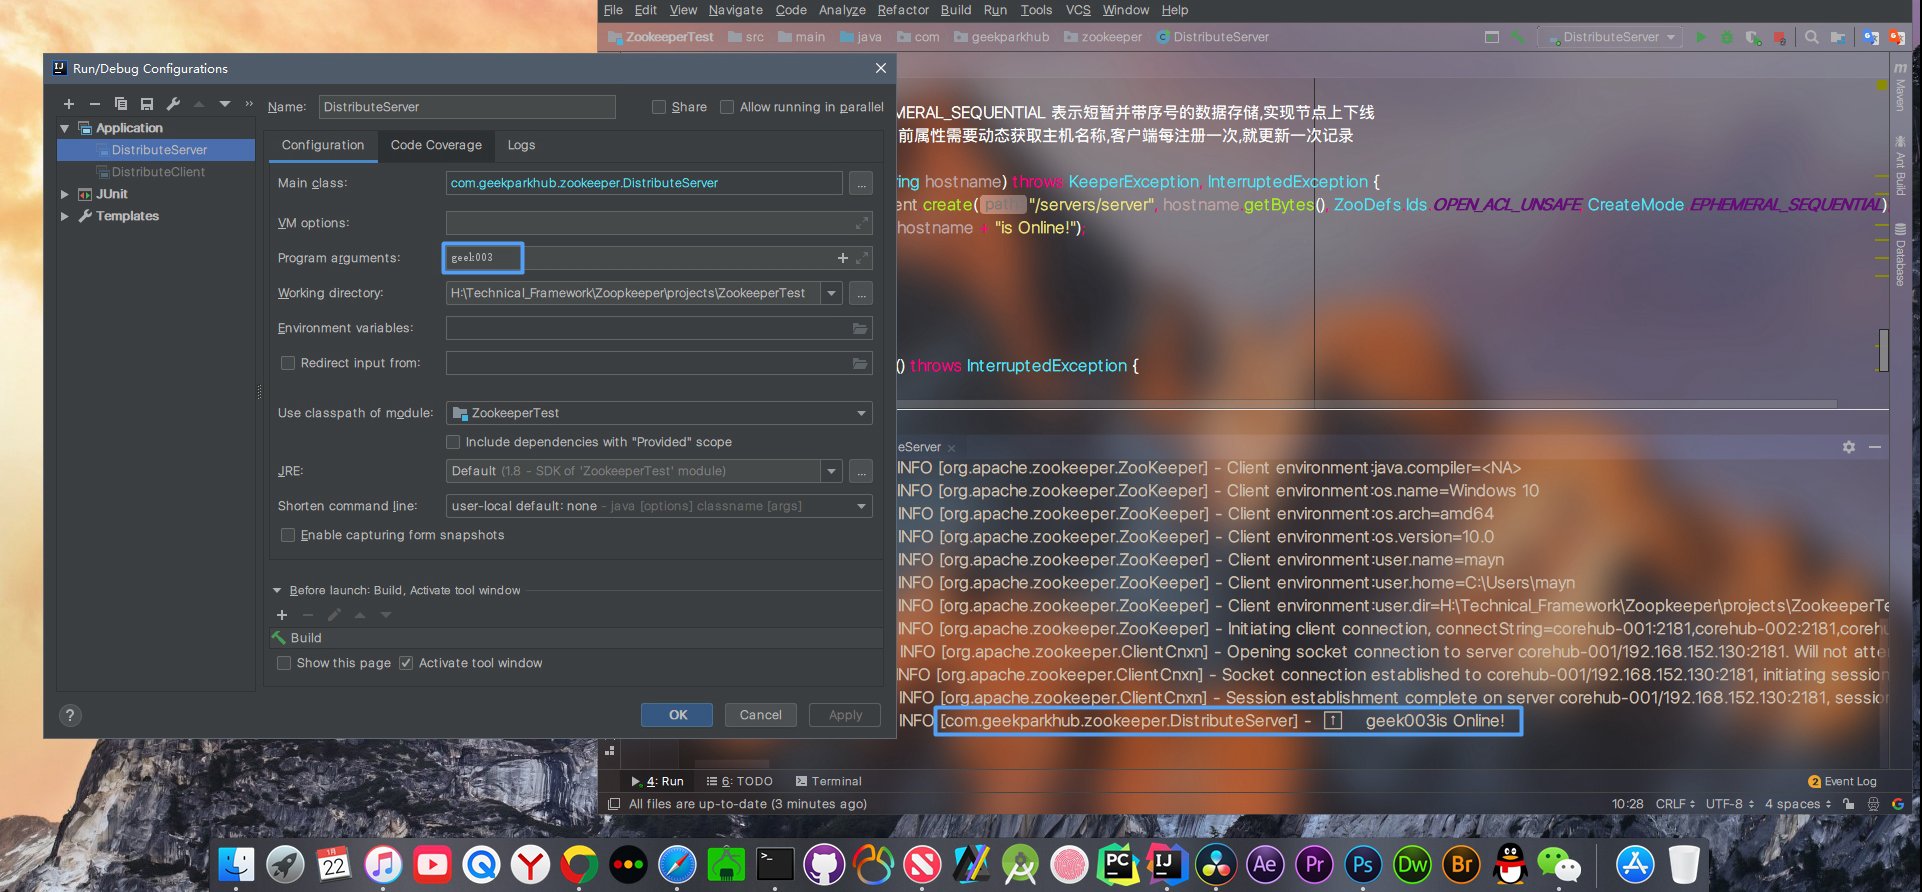 File Edit View Navigate Code Analyze Refactor Build Run Tools VCS Window Help
ZookeeperTest src main java com geekparkhub zookeeper DistributeServer
DistributeServer
Run/Debug Configurations
Name: DistributeServer
Share
Allow running in parallel
Application
DistributeServer
DistributeClient
JUnit
Templates
Configuration Code Coverage Logs
Main class: com.geekparkhub.zookeeper.DistributeServer
VM options:
Program arguments: geek003
Working directory: H:\Technical_Framework\Zoopkeeper\projects\ZookeeperTest
Environment variables:
Redirect input from:
Use classpath of module: ZookeeperTest
Include dependencies with "Provided" scope
JRE: Default (1.8 - SDK of 'ZookeeperTest' module)
Shorten command line: user-local default: none - java [options] classname [args]
Enable capturing form snapshots
Before launch: Build, Activate tool window
Build
Show this page Activate tool window
? OK Cancel Apply
MERAL_SEQUENTIAL 表示短暂并带序号的数据存储,实现节点上下线
前属性需要动态获取主机名称,客户端每注册一次,就更新一次记录
ring hostname) throws KeeperException, InterruptedException {
ent create( path: "/servers/server", hostname getBytes(), ZooDefs Ids.OPEN_ACL_UNSAFE, CreateMode.EPHEMERAL_SEQUENTIAL)
hostname + "is Online!");
() throws InterruptedException {
Maven
Ant Build
Database
eServer
INFO [org.apache.zookeeper.ZooKeeper] - Client environment:java.compiler=<NA>
INFO [org.apache.zookeeper.ZooKeeper] - Client environment:os.name=Windows 10
INFO [org.apache.zookeeper.ZooKeeper] - Client environment:os.arch=amd64
INFO [org.apache.zookeeper.ZooKeeper] - Client environment:os.version=10.0
INFO [org.apache.zookeeper.ZooKeeper] - Client environment:user.name=mayn
INFO [org.apache.zookeeper.ZooKeeper] - Client environment:user.home=C:\Users\mayn
INFO [org.apache.zookeeper.ZooKeeper] - Client environment:user.dir=H:\Technical_Framework\Zoopkeeper\projects\ZookeeperTe
INFO [org.apache.zookeeper.ZooKeeper] - Initiating client connection, connectString=corehub-001:2181,corehub-002:2181,coreh
INFO [org.apache.zookeeper.ClientCnxn] - Opening socket connection to server corehub-001/192.168.152.130:2181. Will not atte
INFO [org.apache.zookeeper.ClientCnxn] - Socket connection established to corehub-001/192.168.152.130:2181, initiating session
INFO [org.apache.zookeeper.ClientCnxn] - Session establishment complete on server corehub-001/192.168.152.130:2181, sessio
INFO [com.geekparkhub.zookeeper.DistributeServer] - geek003is Online!
4: Run 6: TODO Terminal
2 Event Log
All files are up-to-date (3 minutes ago)
10:28 CRLF UTF-8 4 spaces
1月
22
PC IJ Ae Pr Ps Dw Br